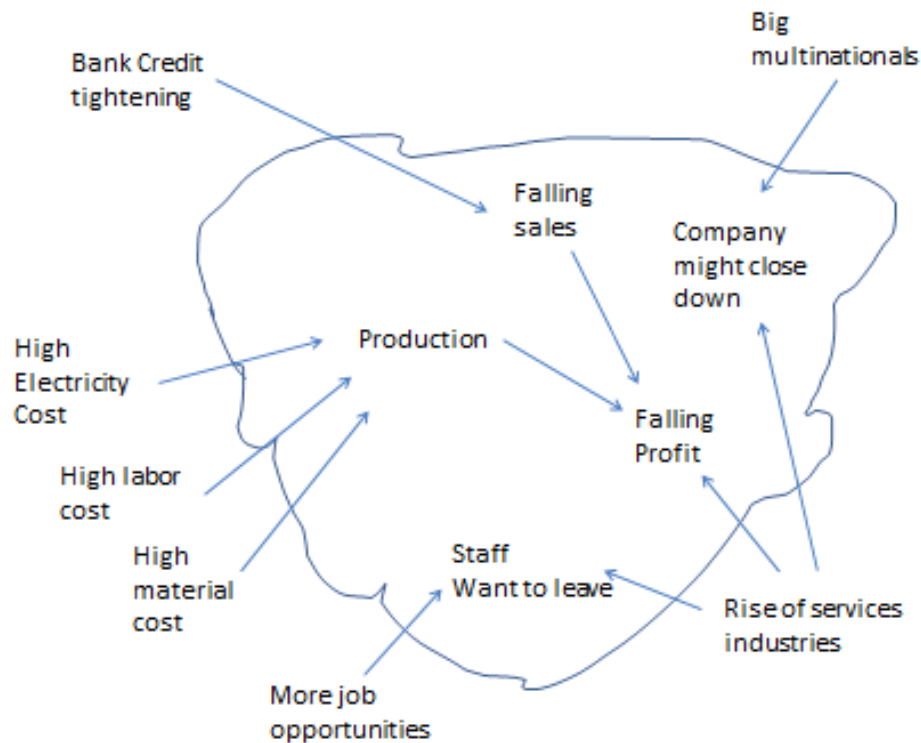 Big
multinationals
Bank Credit
tightening
Falling
sales
Company
might close
down
Production
High
Electricity
Cost
Falling
Profit
High labor
cost
High
material
cost
Staff
Want to leave
Rise of services
industries
More job
opportunities